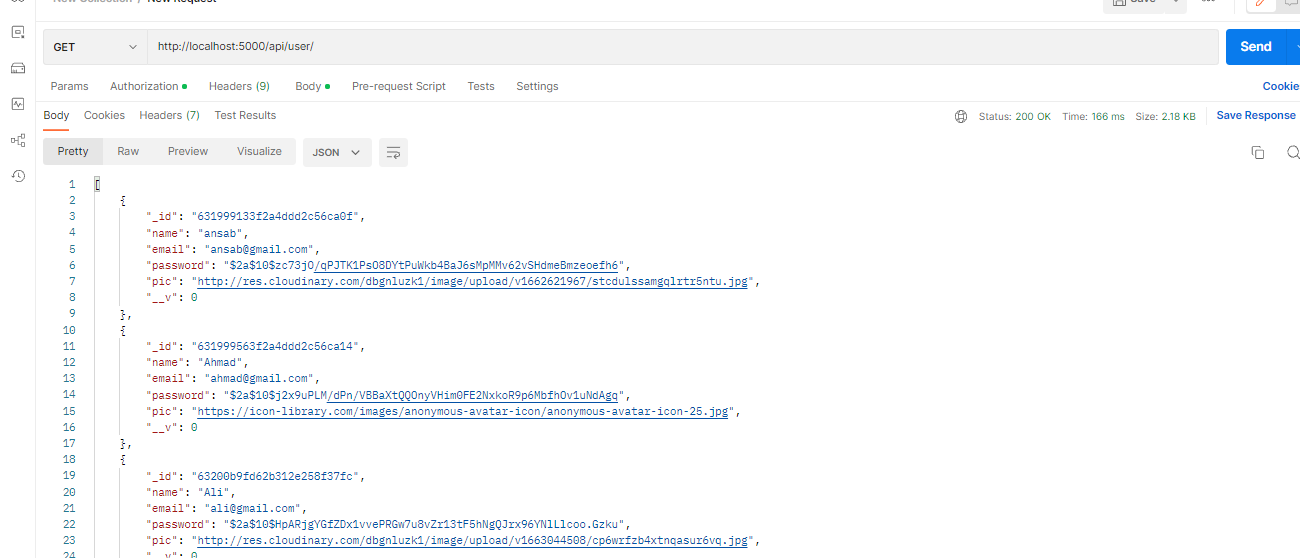 New Collection / New Request
Save
GET
http://localhost:5000/api/user/
Send
Params Authorization Headers (9) Body Pre-request Script Tests Settings Cookie
Body Cookies Headers (7) Test Results
Status: 200 OK Time: 166 ms Size: 2.18 KB Save Response
Pretty Raw Preview Visualize JSON
1 [
2 {
3 "_id": "631999133f2a4ddd2c56ca0f",
4 "name": "ansab",
5 "email": "ansab@gmail.com",
6 "password": "$2a$10$zc73jO/qPJTK1PsO8DYtPuWkb4BaJ6sMpMMv62vSHdmeBmzeoefh6",
7 "pic": "http://res.cloudinary.com/dbgnluzk1/image/upload/v1662621967/stcdulssamgqlrtr5ntu.jpg",
8 "__v": 0
9 },
10 {
11 "_id": "631999563f2a4ddd2c56ca14",
12 "name": "Ahmad",
13 "email": "ahmad@gmail.com",
14 "password": "$2a$10$j2x9uPLM/dPn/VBBaXtQQOnyVHim0FE2NxkoR9p6MbfhOv1uNdAgq",
15 "pic": "https://icon-library.com/images/anonymous-avatar-icon/anonymous-avatar-icon-25.jpg",
16 "__v": 0
17 },
18 {
19 "_id": "63200b9fd62b312e258f37fc",
20 "name": "Ali",
21 "email": "ali@gmail.com",
22 "password": "$2a$10$HpARjgYGfZDx1vvePRGw7u8vZr13tF5hNgQJrx96YNlLlcoo.Gzku",
23 "pic": "http://res.cloudinary.com/dbgnluzk1/image/upload/v1663044508/cp6wrfzb4xtnqasur6vq.jpg",
24 "__v": 0